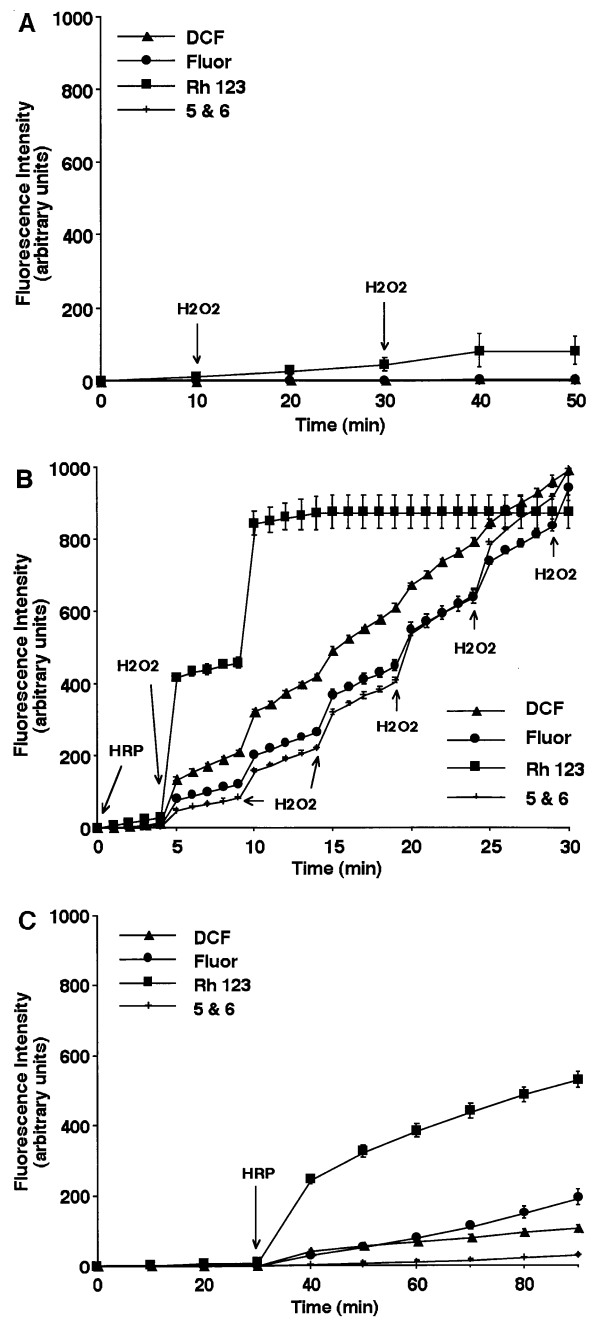 A
1000
800
600
400
200
0
Fluorescence Intensity
(arbitrary units)
DCF
Fluor
Rh 123
5 & 6
H2O2
H2O2
0 10 20 30 40 50
Time (min)
B
1000
800
600
400
200
0
Fluorescence Intensity
(arbitrary units)
HRP
H2O2
H2O2
H2O2
H2O2
H2O2
DCF
Fluor
Rh 123
5 & 6
0 5 10 15 20 25 30
Time (min)
C
1000
800
600
400
200
0
Fluorescence Intensity
(arbitrary units)
DCF
Fluor
Rh 123
5 & 6
HRP
0 20 40 60 80
Time (min)